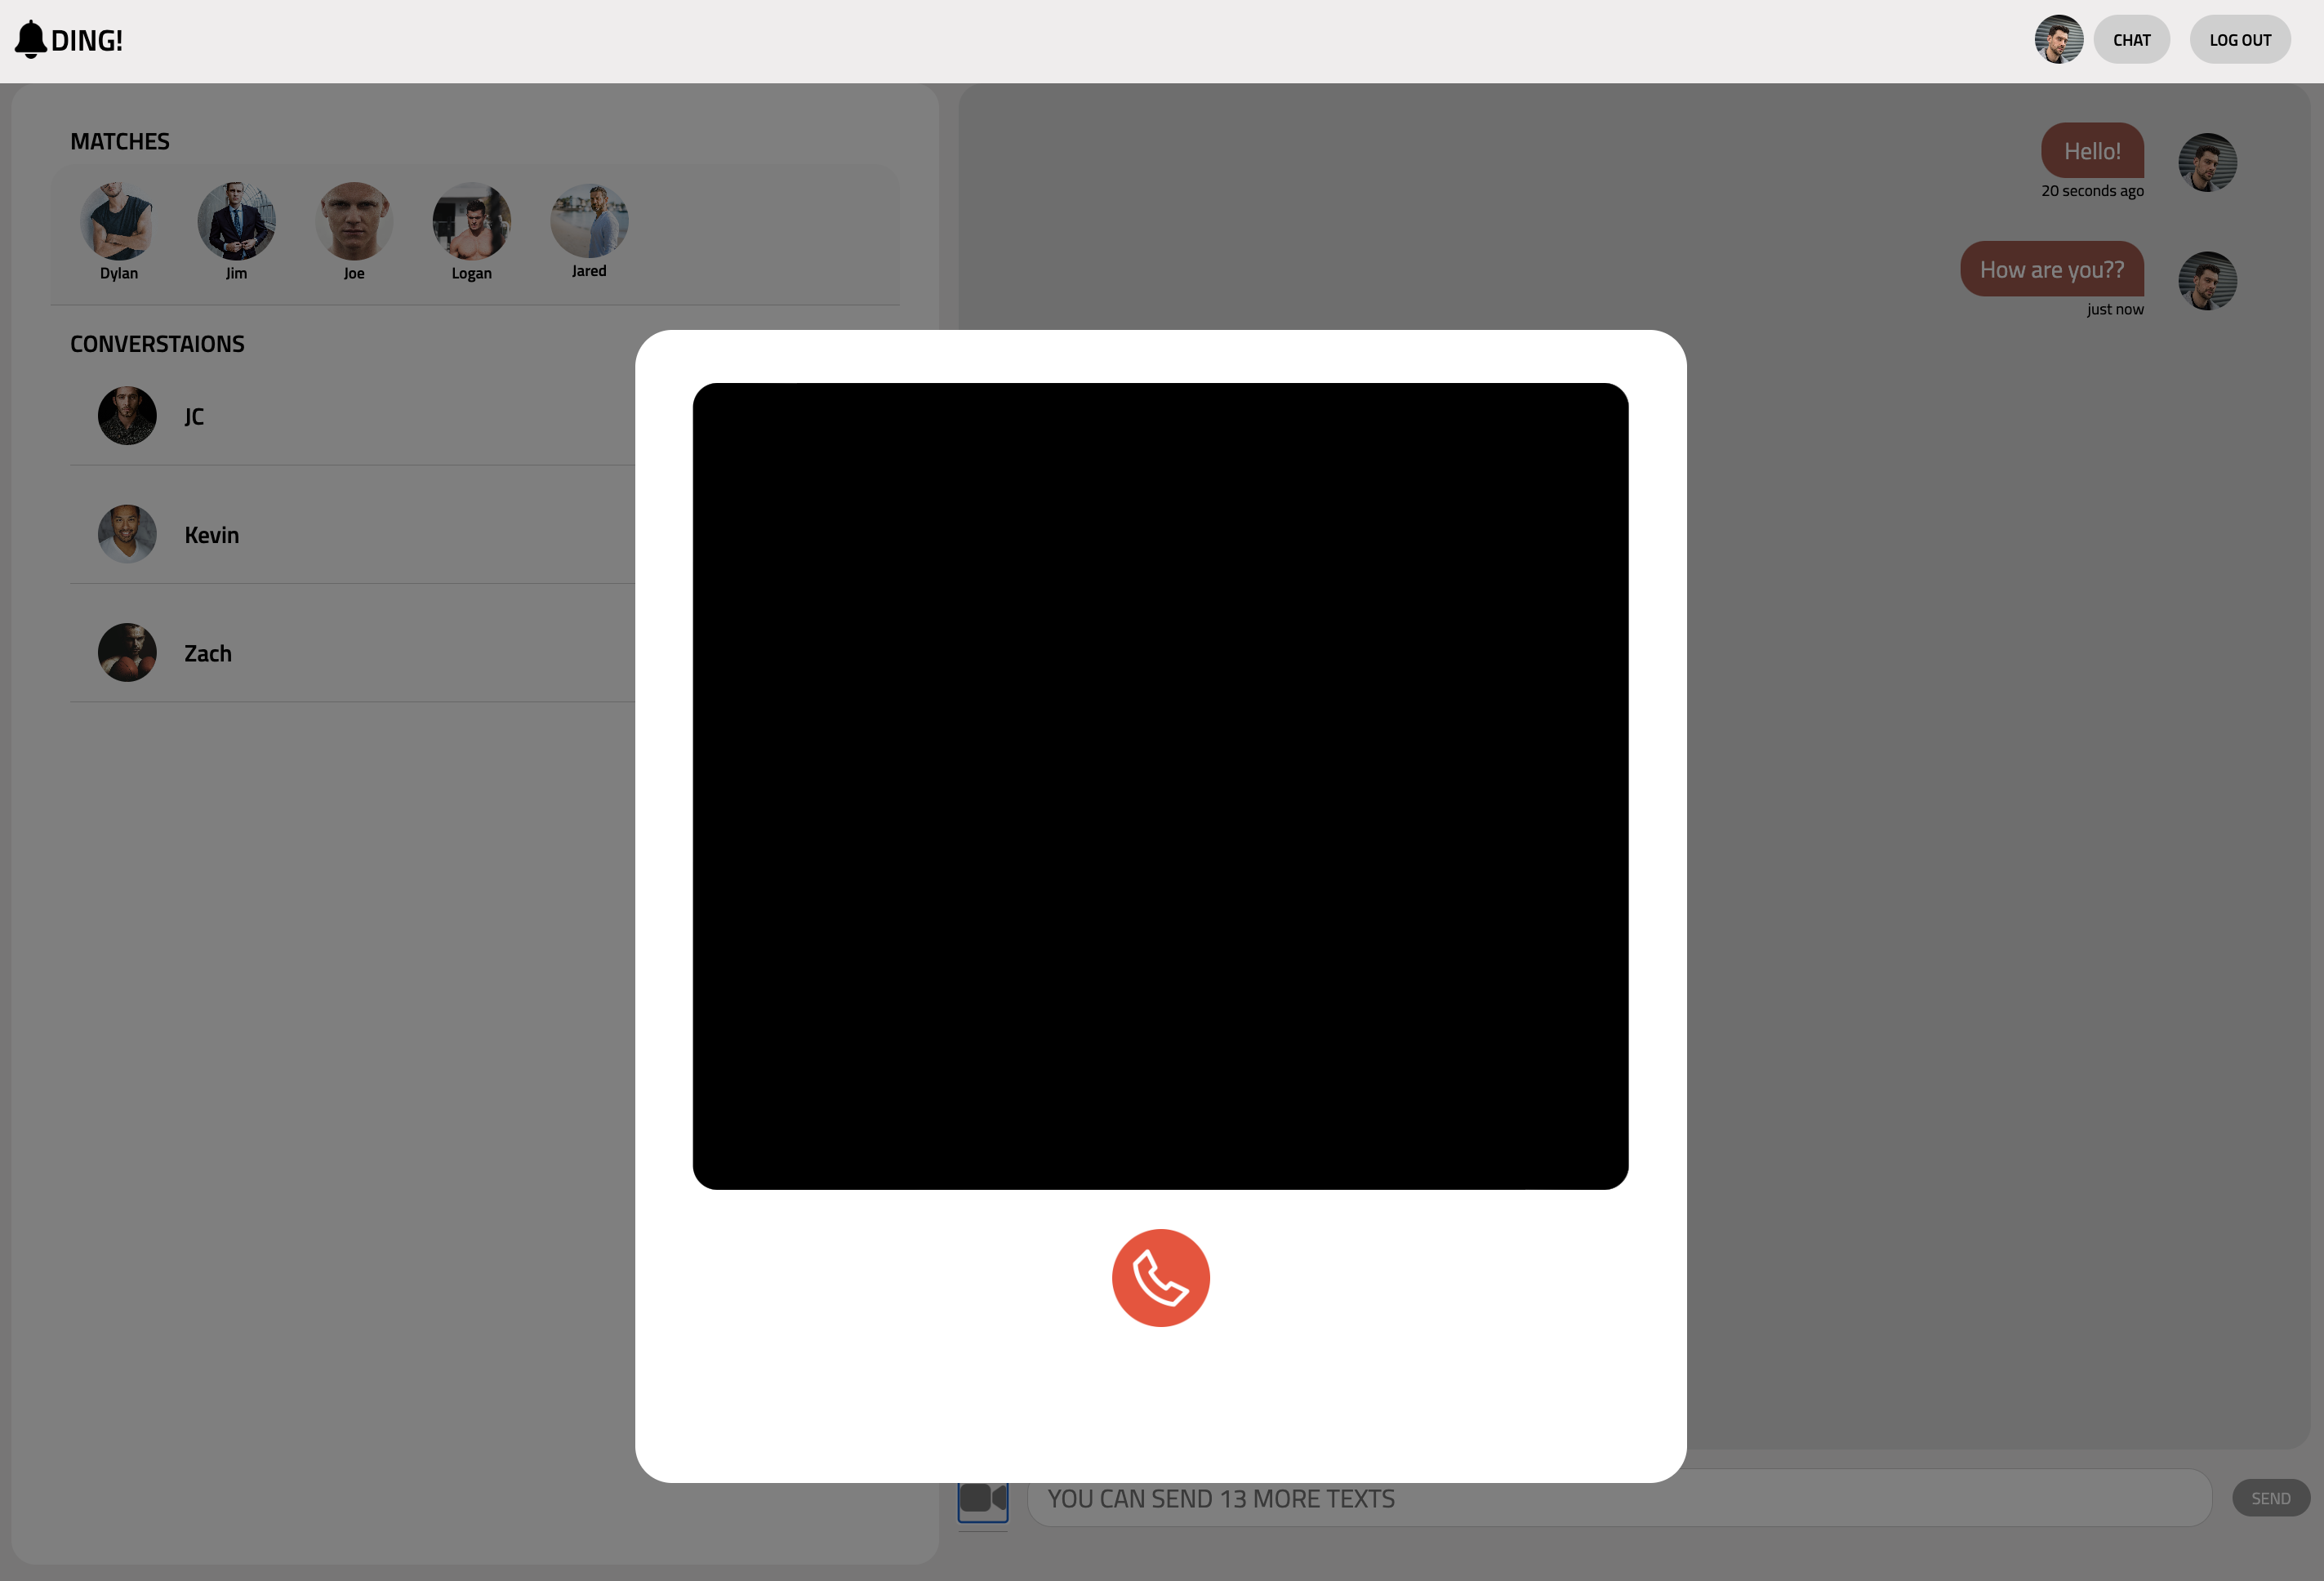 DING!
CHAT
LOG OUT
MATCHES
Dylan
Jim
Joe
Logan
Jared
CONVERSTAIONS
JC
Kevin
Zach
Hello!
20 seconds ago
How are you??
just now
YOU CAN SEND 13 MORE TEXTS
SEND